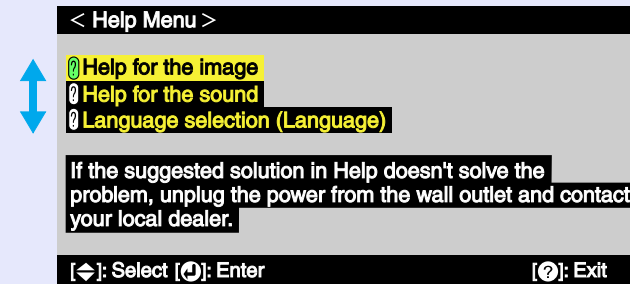 < Help Menu >
? Help for the image
? Help for the sound
? Language selection (Language)
If the suggested solution in Help doesn't solve the
problem, unplug the power from the wall outlet and contact
your local dealer.
[◆]: Select [⏎]: Enter [?]: Exit